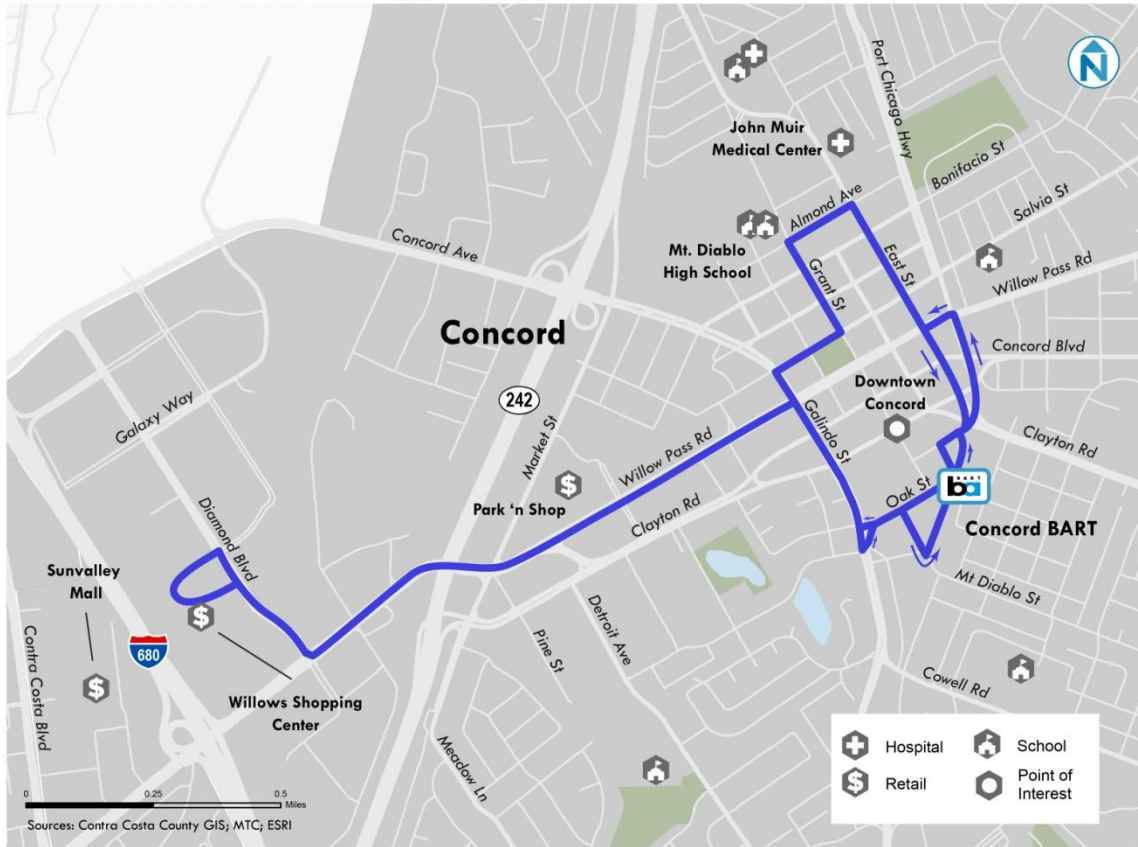 N
Port Chicago Hwy
John Muir
Medical Center
Bonifacio St
Salvio St
Almond Ave
Concord Ave
Mt. Diablo
High School
Grant St
East St
Willow Pass Rd
Concord
Concord Blvd
Downtown
Concord
242
Market St
Galaxy Way
Galindo St
Clayton Rd
Willow Pass Rd
Park 'n Shop
Clayton Rd
Oak St
BART
ba
Concord BART
Diamond Blvd
Sunvalley
Mall
Mt Diablo St
Detroit Ave
Pine St
680
Contra Costa Blvd
Willows Shopping
Center
Cowell Rd
Meadow Ln
Hospital
School
Retail
Point of
Interest
0 0.25 0.5
Miles
Sources: Contra Costa County GIS; MTC; ESRI